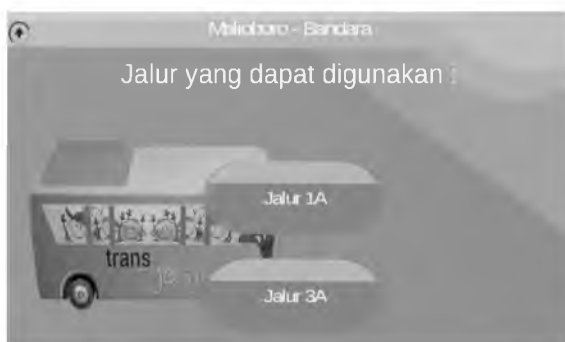 Malioboro - Bandara
Jalur yang dapat digunakan :
Jalur 1A
trans
Jalur 3A